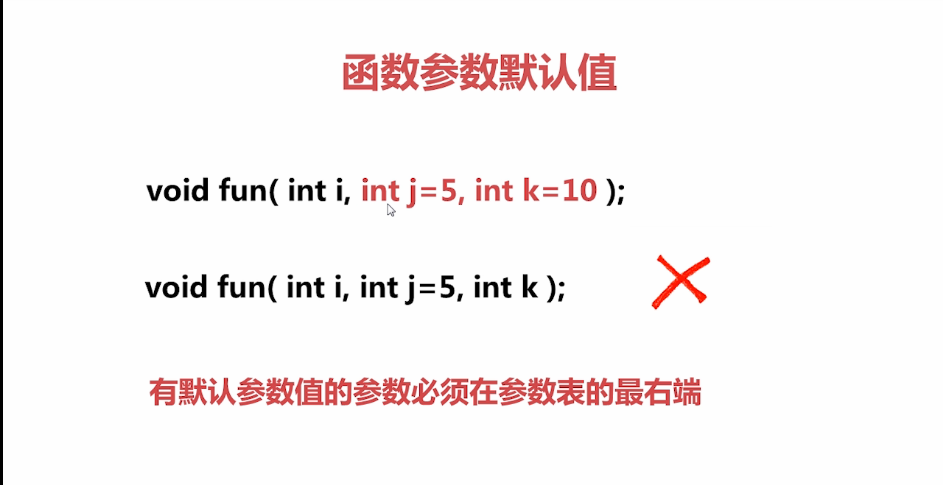 函数参数默认值
void fun( int i, int j=5, int k=10 );
void fun( int i, int j=5, int k );
有默认参数值的参数必须在参数表的最右端